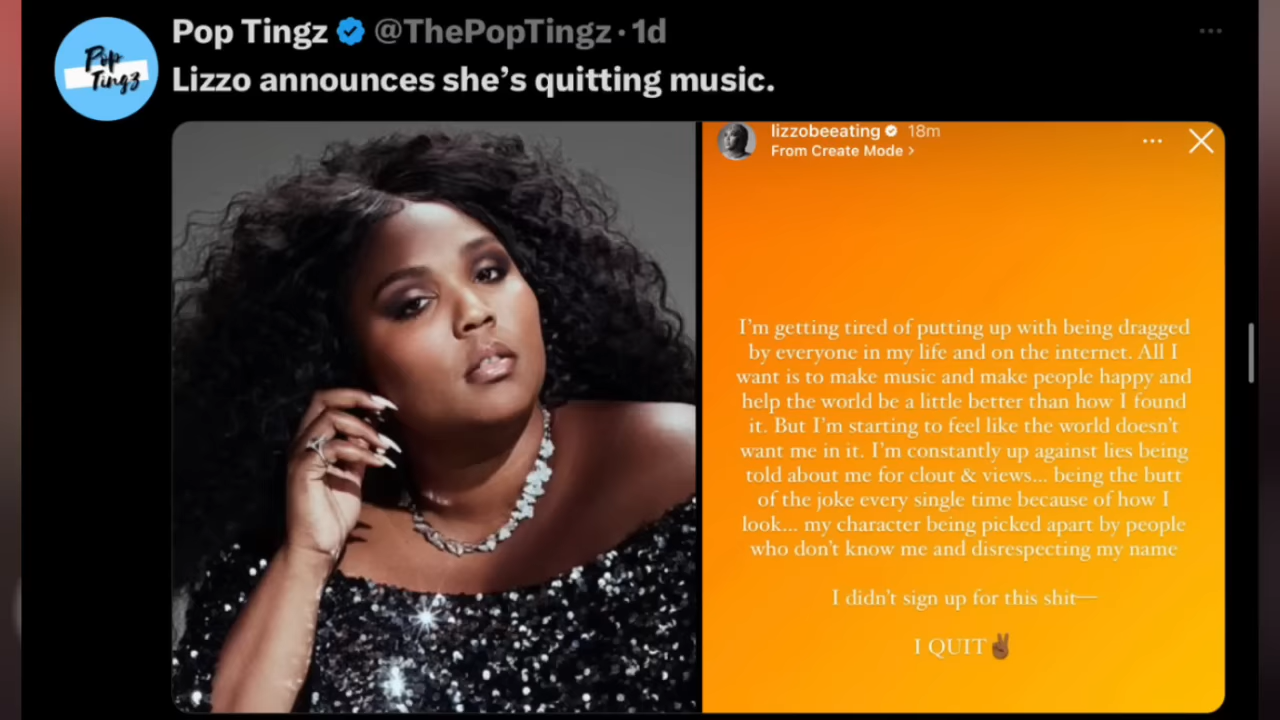 Pop Tingz @ThePopTingz · 1d
Lizzo announces she’s quitting music.
Pop
Tingz
lizzobeeating 18m
From Create Mode >
I’m getting tired of putting up with being dragged
by everyone in my life and on the internet. All I
want is to make music and make people happy and
help the world be a little better than how I found
it. But I’m starting to feel like the world doesn’t
want me in it. I’m constantly up against lies being
told about me for clout & views... being the butt
of the joke every single time because of how I
look... my character being picked apart by people
who don’t know me and disrespecting my name
I didn’t sign up for this shit—
I QUIT✌🏾